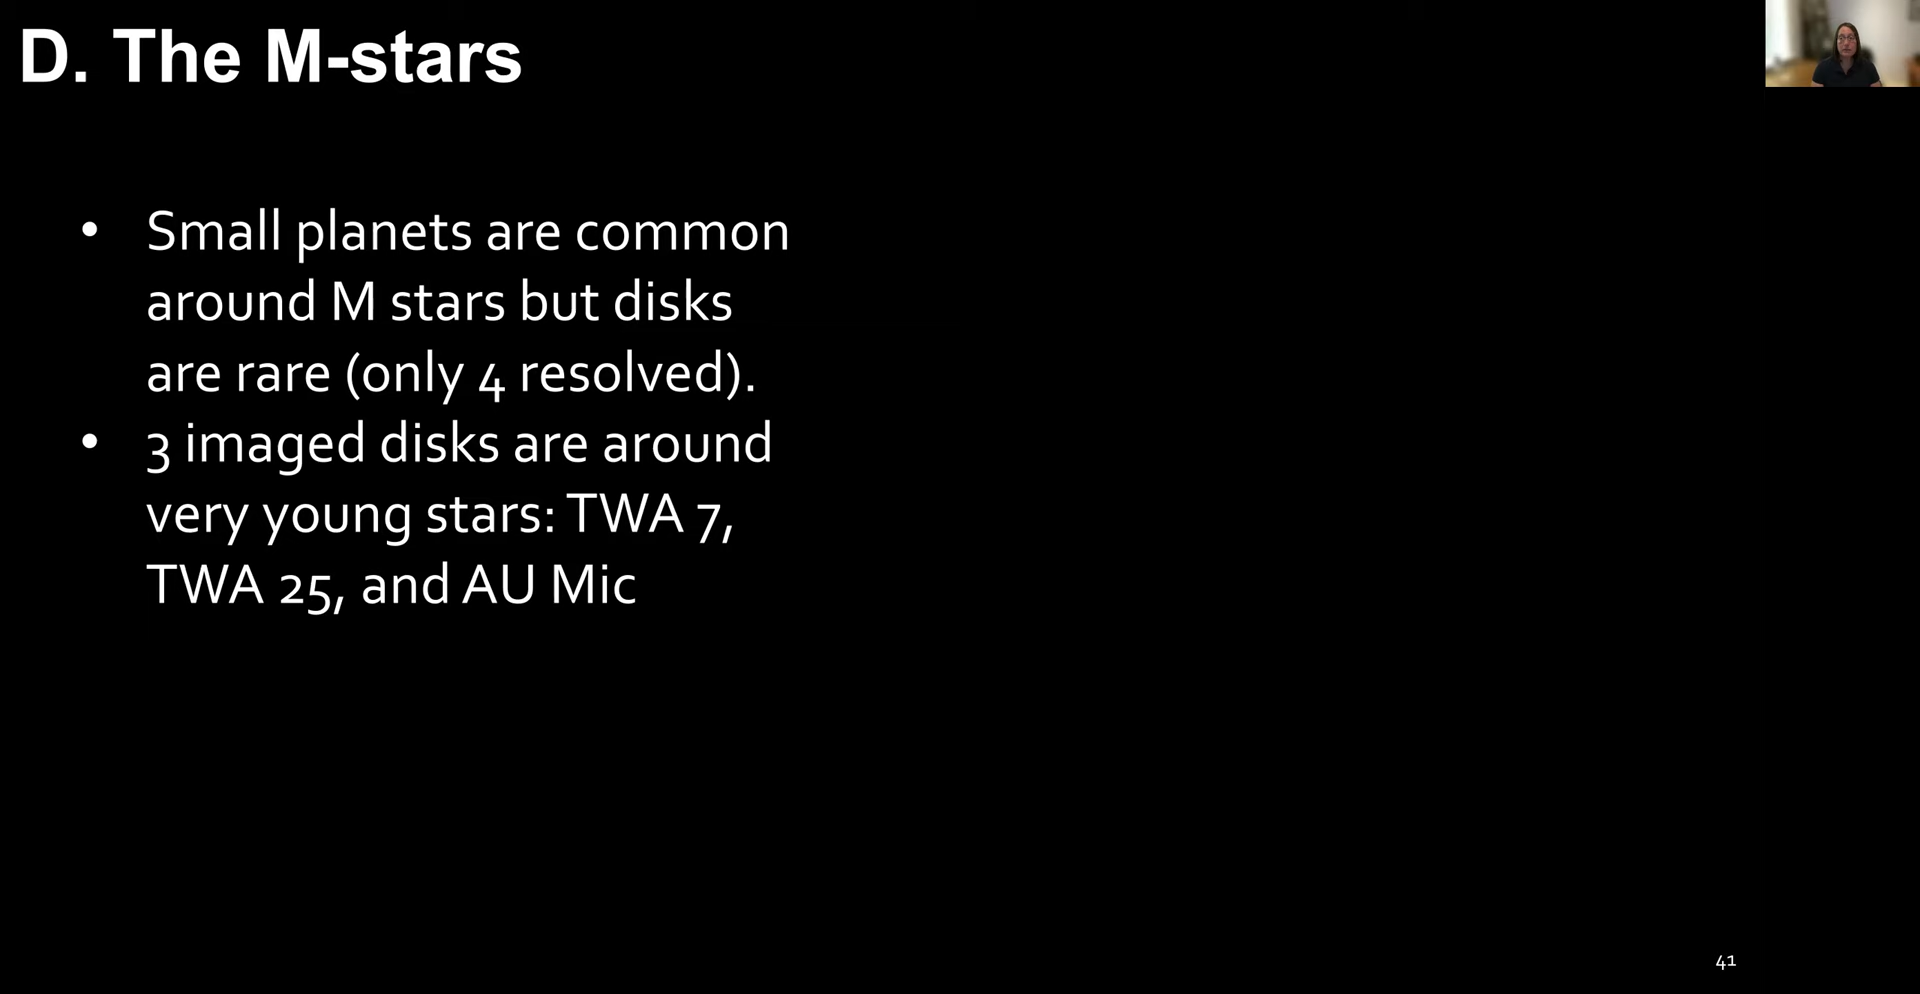 D. The M-stars
• Small planets are common
around M stars but disks
are rare (only 4 resolved).
• 3 imaged disks are around
very young stars: TWA 7,
TWA 25, and AU Mic
41